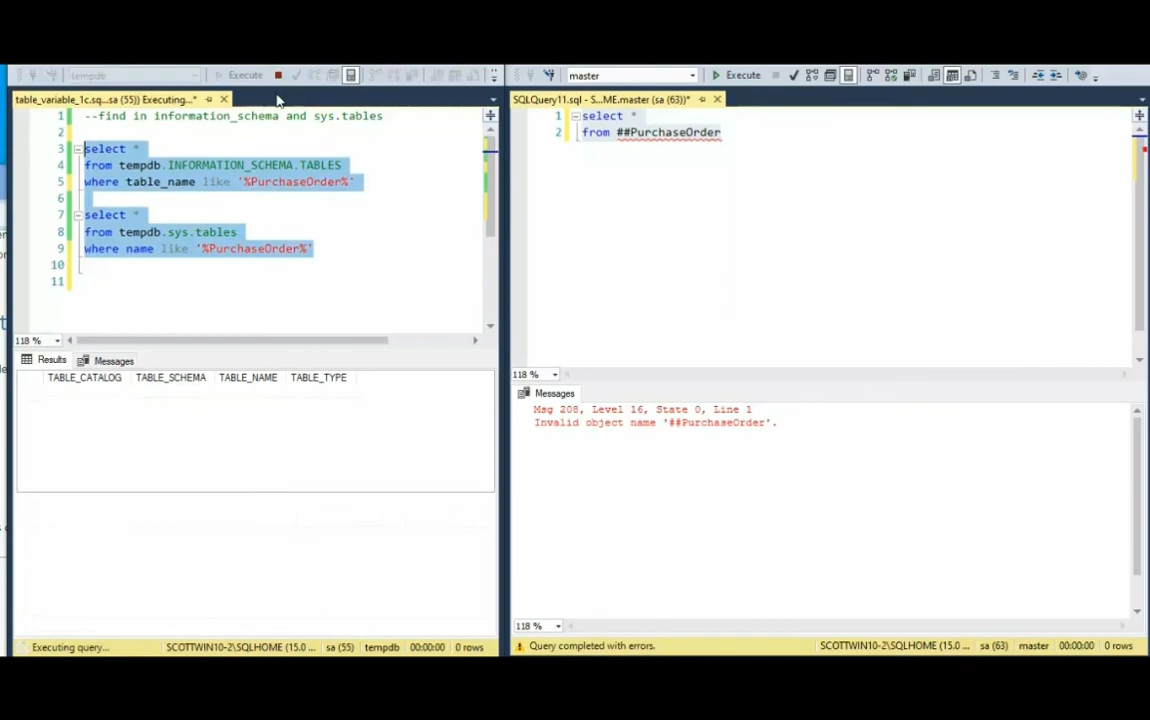 tempdb
Execute
table_variable_1c.sq...sa (55)) Executing...*
1 --find in information_schema and sys.tables
2
3 select *
4 from tempdb.INFORMATION_SCHEMA.TABLES
5 where table_name like '%PurchaseOrder%'
6
7 select *
8 from tempdb.sys.tables
9 where name like '%PurchaseOrder%'
10
11
118 %
Results Messages
TABLE_CATALOG TABLE_SCHEMA TABLE_NAME TABLE_TYPE
Executing query... SCOTTWIN10-2\SQLHOME (15.0 ... sa (55) tempdb 00:00:00 0 rows
master
Execute
SQLQuery11.sql - S...ME.master (sa (63))*
1 select *
2 from ##PurchaseOrder
118 %
Messages
Msg 208, Level 16, State 0, Line 1
Invalid object name '##PurchaseOrder'.
118 %
Query completed with errors. SCOTTWIN10-2\SQLHOME (15.0 ... sa (63) master 00:00:00 0 rows